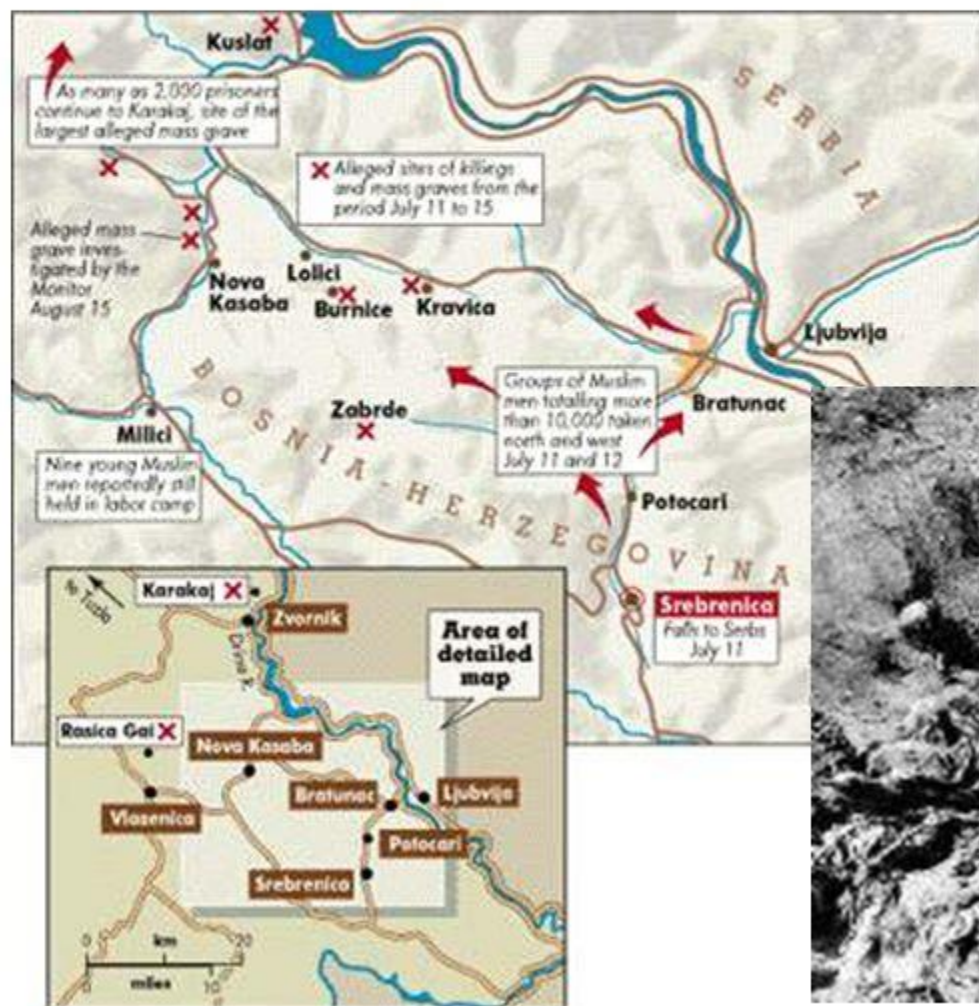 Kuslat
As many as 2,000 prisoners
continue to Karakaj, site of the
largest alleged mass grave
SERBIA
Alleged sites of killings
and mass graves from the
period July 11 to 15
Alleged mass
grave inves-
tigated by the
Monitor
August 15
Nova
Kasaba
Lolici
Burnice
Kravica
Ljubvija
Bratunac
Groups of Muslim
men totalling more
than 10,000 taken
north and west
July 11 and 12
Zabrde
Milici
Nine young Muslim
men reportedly still
held in labor camp
BOSNIA-HERZEGOVINA
Potocari
Srebrenica
Falls to Serbs
July 11
to Tuzla
Karakaj
Zvornik
Drina R.
Area of
detailed
map
Rasica Gai
Nova Kasaba
Vlasenica
Bratunac
Ljubvija
Potocari
Srebrenica
0 km 20
0 miles 10